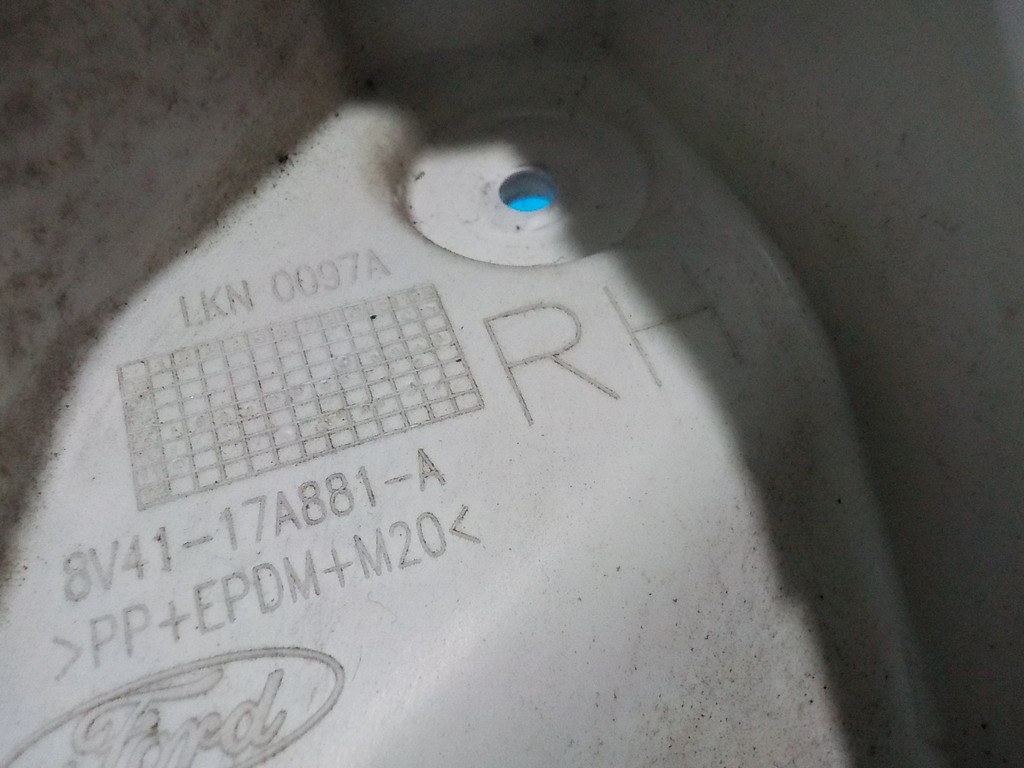 LKN 0097A
RH
8V41-17A881-A
>PP+EPDM+M20<
Ford